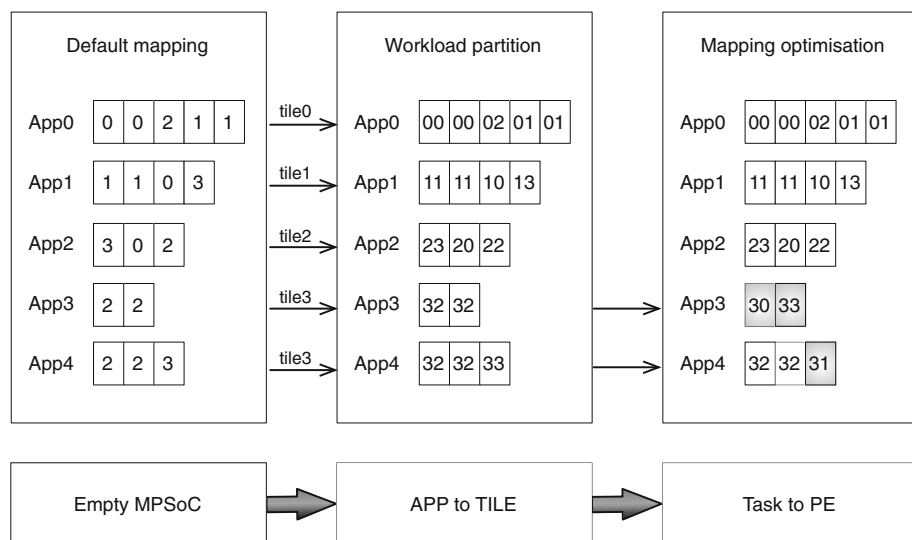 Default mapping
Workload partition
Mapping optimisation
App0 0 0 2 1 1 tile0 App0 00 00 02 01 01 App0 00 00 02 01 01
App1 1 1 0 3 tile1 App1 11 11 10 13 App1 11 11 10 13
App2 3 0 2 tile2 App2 23 20 22 App2 23 20 22
App3 2 2 tile3 App3 32 32 App3 30 33
App4 2 2 3 tile3 App4 32 32 33 App4 32 32 31
Empty MPSoC
APP to TILE
Task to PE